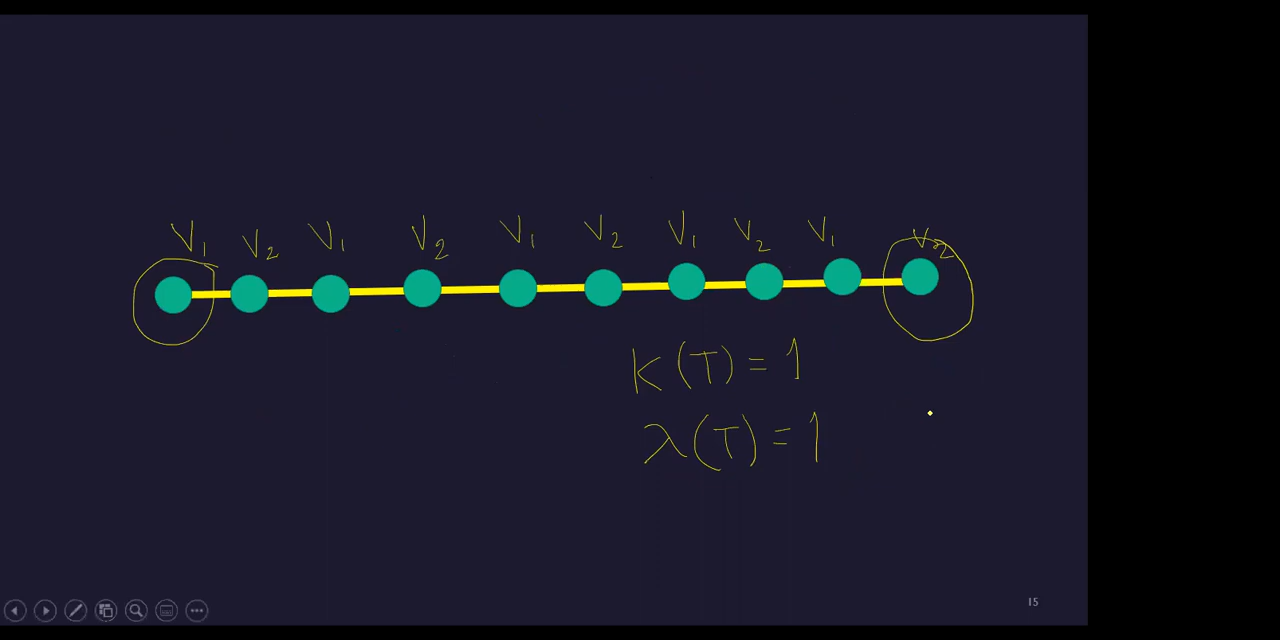 V1 V2 V1 V2 V1 V2 V1 V2 V1 V2
K(T) = 1
λ(T) = 1
15